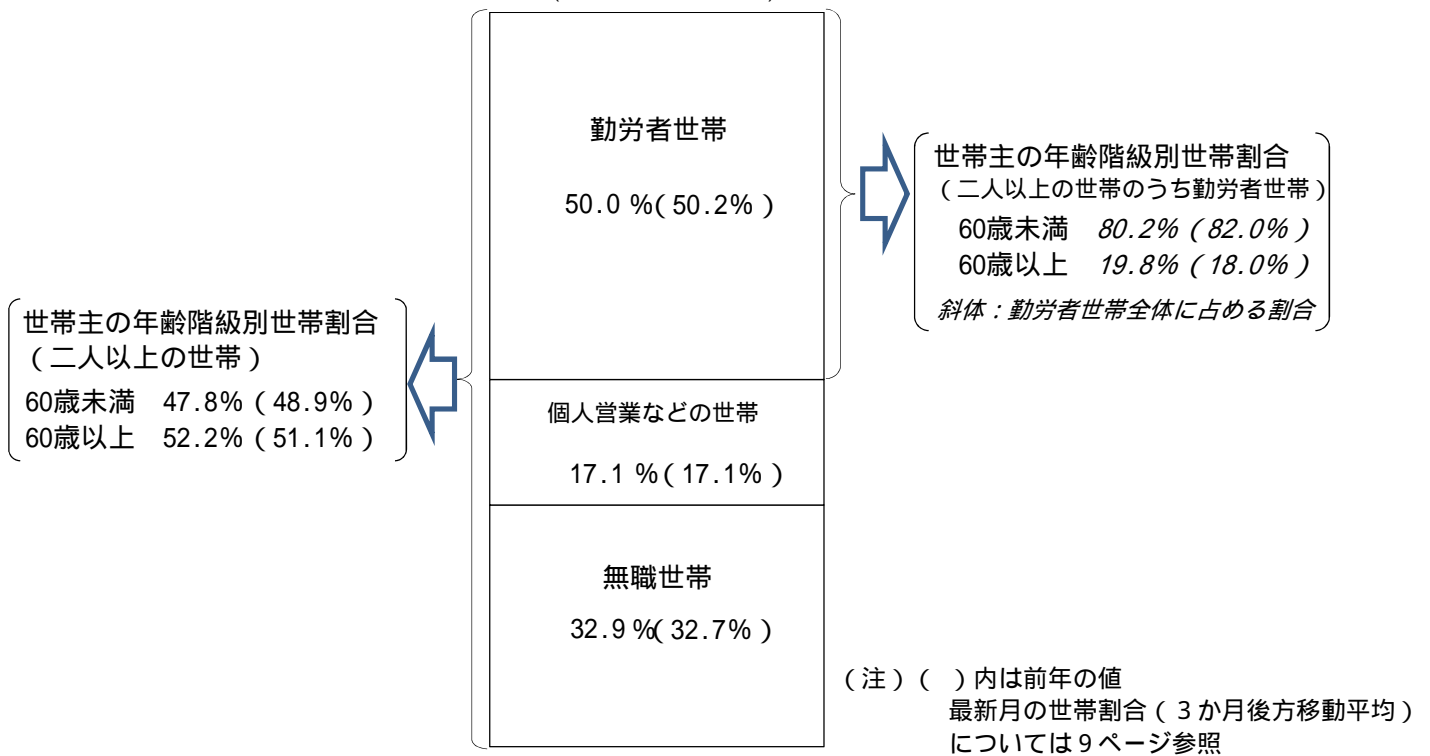 勤労者世帯
50.0 %( 50.2% )
世帯主の年齢階級別世帯割合
（二人以上の世帯のうち勤労者世帯）
60歳未満 80.2% ( 82.0% )
60歳以上 19.8% ( 18.0% )
斜体：勤労者世帯全体に占める割合
世帯主の年齢階級別世帯割合
（二人以上の世帯）
60歳未満 47.8% ( 48.9% )
60歳以上 52.2% ( 51.1% )
個人営業などの世帯
17.1 %( 17.1% )
無職世帯
32.9 %( 32.7% )
（注）（ ）内は前年の値
最新月の世帯割合（３か月後方移動平均）
については９ページ参照